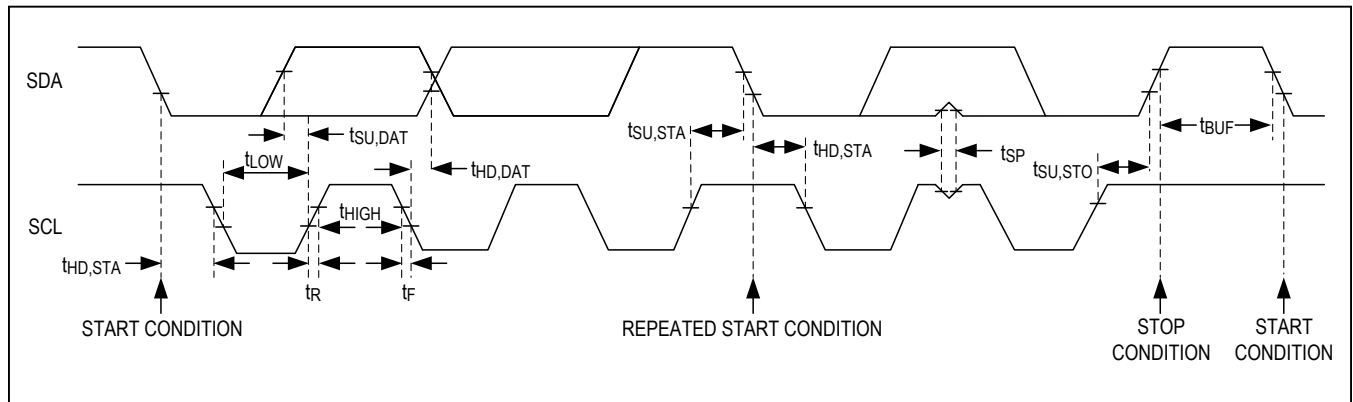 SDA
tSU,DAT
tLOW
tHD,DAT
tSU,STA
tHD,STA
tSP
tBUF
tSU,STO
SCL
tHIGH
tHD,STA
tR
tF
START CONDITION
REPEATED START CONDITION
STOP
CONDITION
START
CONDITION